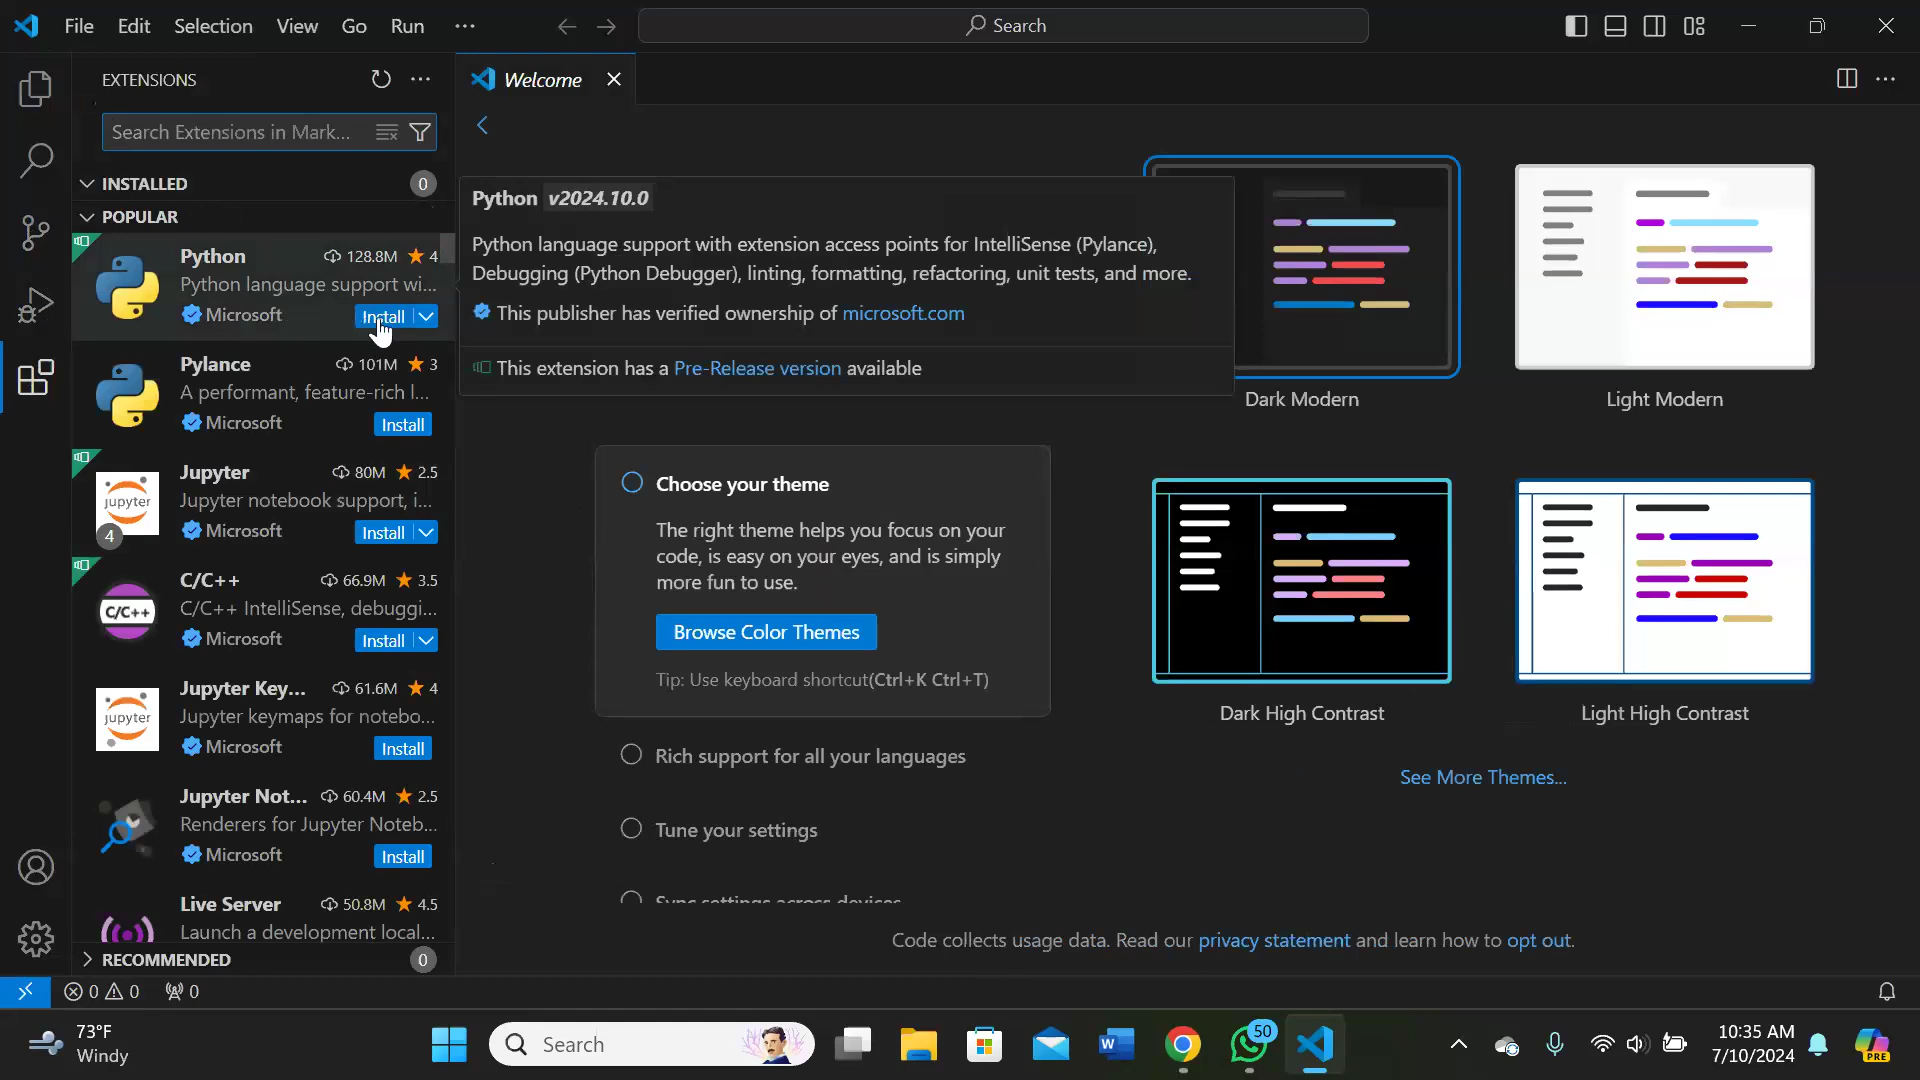 File Edit Selection View Go Run ···
Search
EXTENSIONS
Search Extensions in Mark...
INSTALLED 0
POPULAR
Python 128.8M 4
Python language support wi...
Microsoft Install
Pylance 101M 3
A performant, feature-rich l...
Microsoft Install
Jupyter 80M 2.5
Jupyter notebook support, i...
Microsoft Install
jupyter
4
C/C++ 66.9M 3.5
C/C++ IntelliSense, debuggi...
Microsoft Install
C/C++
Jupyter Key... 61.6M 4
Jupyter keymaps for notebo...
Microsoft Install
jupyter
Jupyter Not... 60.4M 2.5
Renderers for Jupyter Noteb...
Microsoft Install
Live Server 50.8M 4.5
Launch a development local...
RECOMMENDED 0
Welcome
Python v2024.10.0
Python language support with extension access points for IntelliSense (Pylance),
Debugging (Python Debugger), linting, formatting, refactoring, unit tests, and more.
This publisher has verified ownership of microsoft.com
This extension has a Pre-Release version available
Choose your theme
The right theme helps you focus on your
code, is easy on your eyes, and is simply
more fun to use.
Browse Color Themes
Tip: Use keyboard shortcut(Ctrl+K Ctrl+T)
Rich support for all your languages
Tune your settings
Sync settings across devices
Dark Modern
Light Modern
Dark High Contrast
Light High Contrast
See More Themes...
Code collects usage data. Read our privacy statement and learn how to opt out.
0 0 0
73°F
Windy
Search
W
50
10:35 AM
7/10/2024
PRE